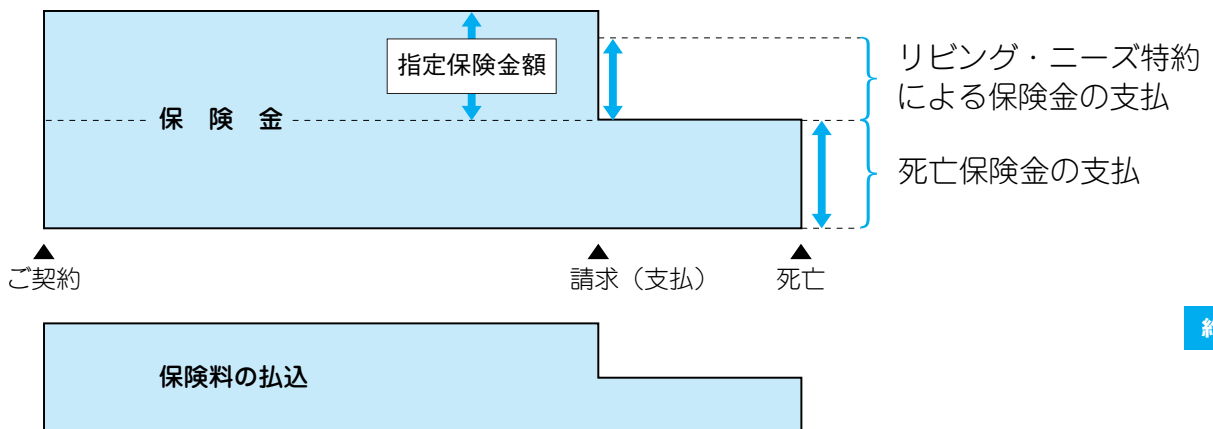 指定保険金額
リビング・ニーズ特約
による保険金の支払
保 険 金
死亡保険金の支払
▲ ▲ ▲
ご契約 請求（支払） 死亡
保険料の払込